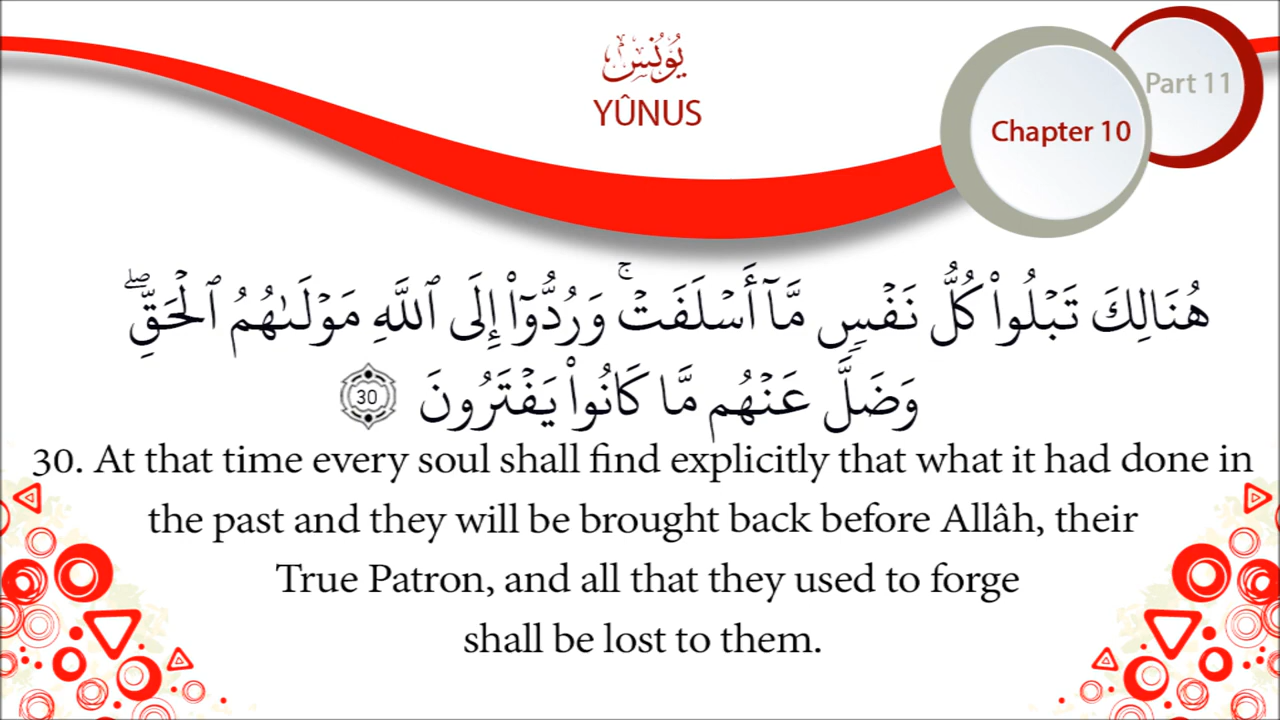 يُونُس
YÛNUS
Part 11
Chapter 10
هُنَالِكَ تَبْلُوا۟ كُلُّ نَفْسٍ مَّآ أَسْلَفَتْ ۚ وَرُدُّوٓا۟ إِلَى ٱللَّهِ مَوْلَىٰهُمُ ٱلْحَقِّ ۖ
وَضَلَّ عَنْهُم مَّا كَانُوا۟ يَفْتَرُونَ 30
30. At that time every soul shall find explicitly that what it had done in
the past and they will be brought back before Allâh, their
True Patron, and all that they used to forge
shall be lost to them.